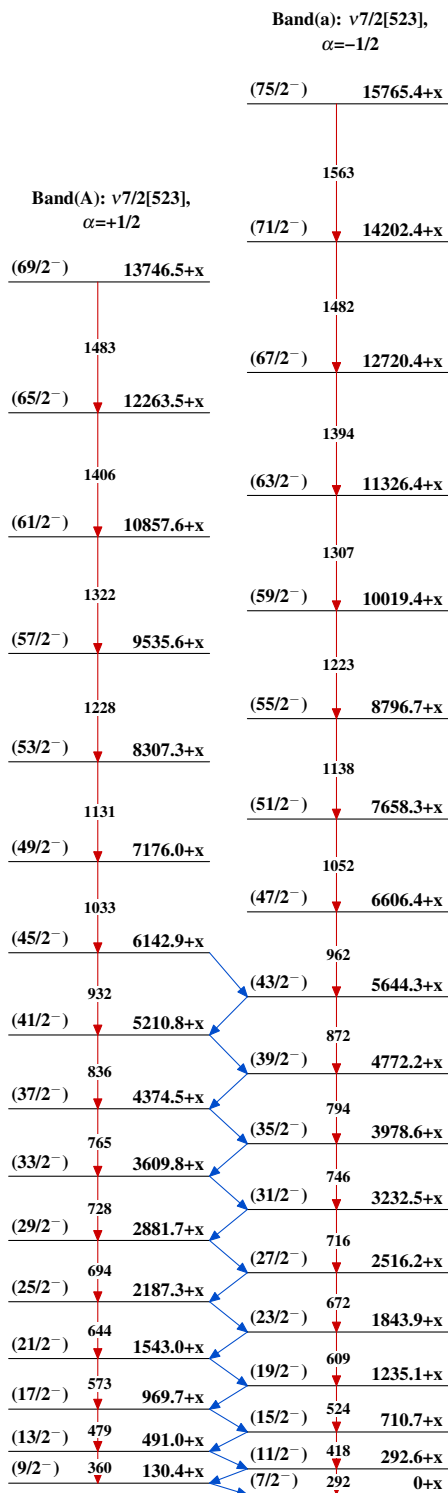 Band(a): ν7/2[523],
α=−1/2
(75/2⁻) 15765.4+x
1563
Band(A): ν7/2[523],
α=+1/2
(71/2⁻) 14202.4+x
(69/2⁻) 13746.5+x
1482
1483
(67/2⁻) 12720.4+x
(65/2⁻) 12263.5+x
1394
1406
(63/2⁻) 11326.4+x
(61/2⁻) 10857.6+x
1307
1322
(59/2⁻) 10019.4+x
(57/2⁻) 9535.6+x
1223
1228
(55/2⁻) 8796.7+x
(53/2⁻) 8307.3+x
1138
1131
(51/2⁻) 7658.3+x
(49/2⁻) 7176.0+x
1052
1033
(47/2⁻) 6606.4+x
(45/2⁻) 6142.9+x
962
(43/2⁻) 5644.3+x
932
(41/2⁻) 5210.8+x
872
(39/2⁻) 4772.2+x
836
(37/2⁻) 4374.5+x
794
(35/2⁻) 3978.6+x
765
(33/2⁻) 3609.8+x
746
(31/2⁻) 3232.5+x
728
(29/2⁻) 2881.7+x
716
(27/2⁻) 2516.2+x
694
(25/2⁻) 2187.3+x
672
(23/2⁻) 1843.9+x
644
(21/2⁻) 1543.0+x
609
(19/2⁻) 1235.1+x
573
(17/2⁻) 969.7+x
524
(15/2⁻) 710.7+x
479
(13/2⁻) 491.0+x
418
(11/2⁻) 292.6+x
360
(9/2⁻) 130.4+x
292
(7/2⁻) 0+x